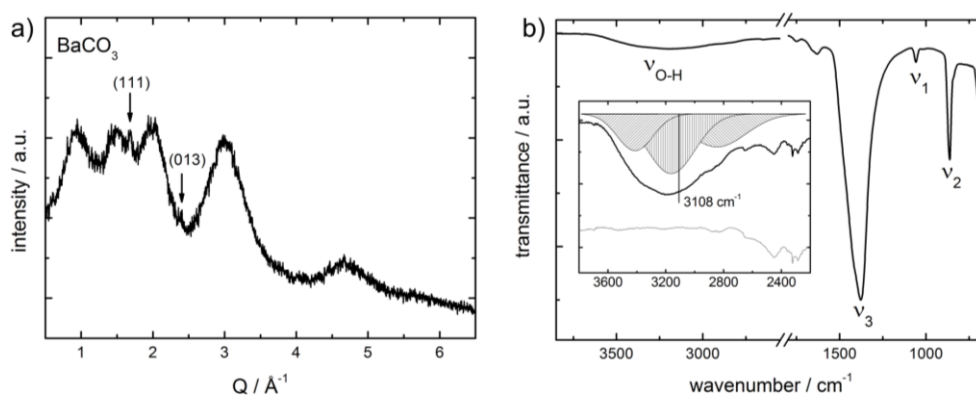 a)
BaCO₃
(111)
(013)
intensity / a.u.
1 2 3 4 5 6
Q / Å⁻¹
b)
ν_O-H
ν₁
ν₂
ν₃
3108 cm⁻¹
3600 3200 2800 2400
transmittance / a.u.
3500 3000 1500 1000
wavenumber / cm⁻¹